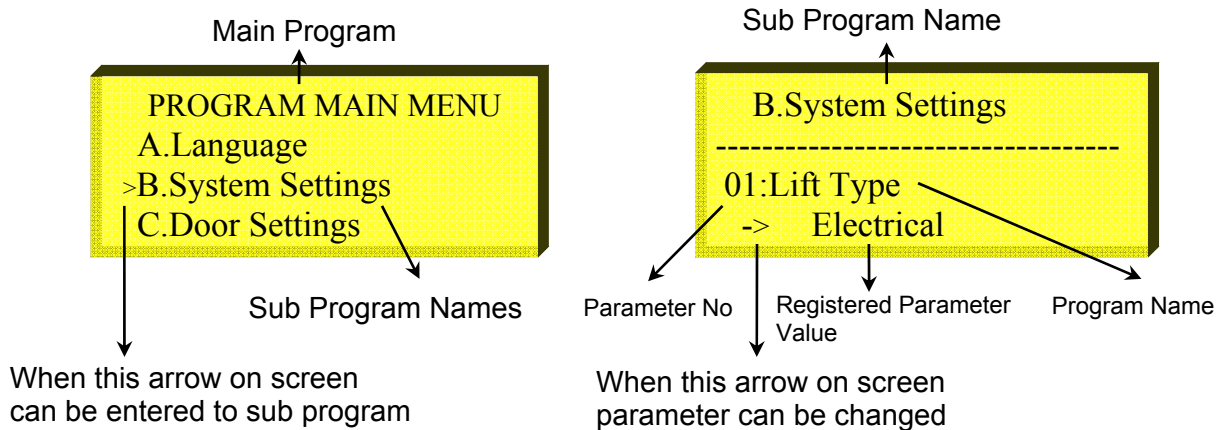 Main Program
PROGRAM MAIN MENU
A.Language
>B.System Settings
C.Door Settings
Sub Program Names
When this arrow on screen
can be entered to sub program
Sub Program Name
B.System Settings
-----------------------------------
01:Lift Type
-> Electrical
Parameter No
Registered Parameter
Value
Program Name
When this arrow on screen
parameter can be changed